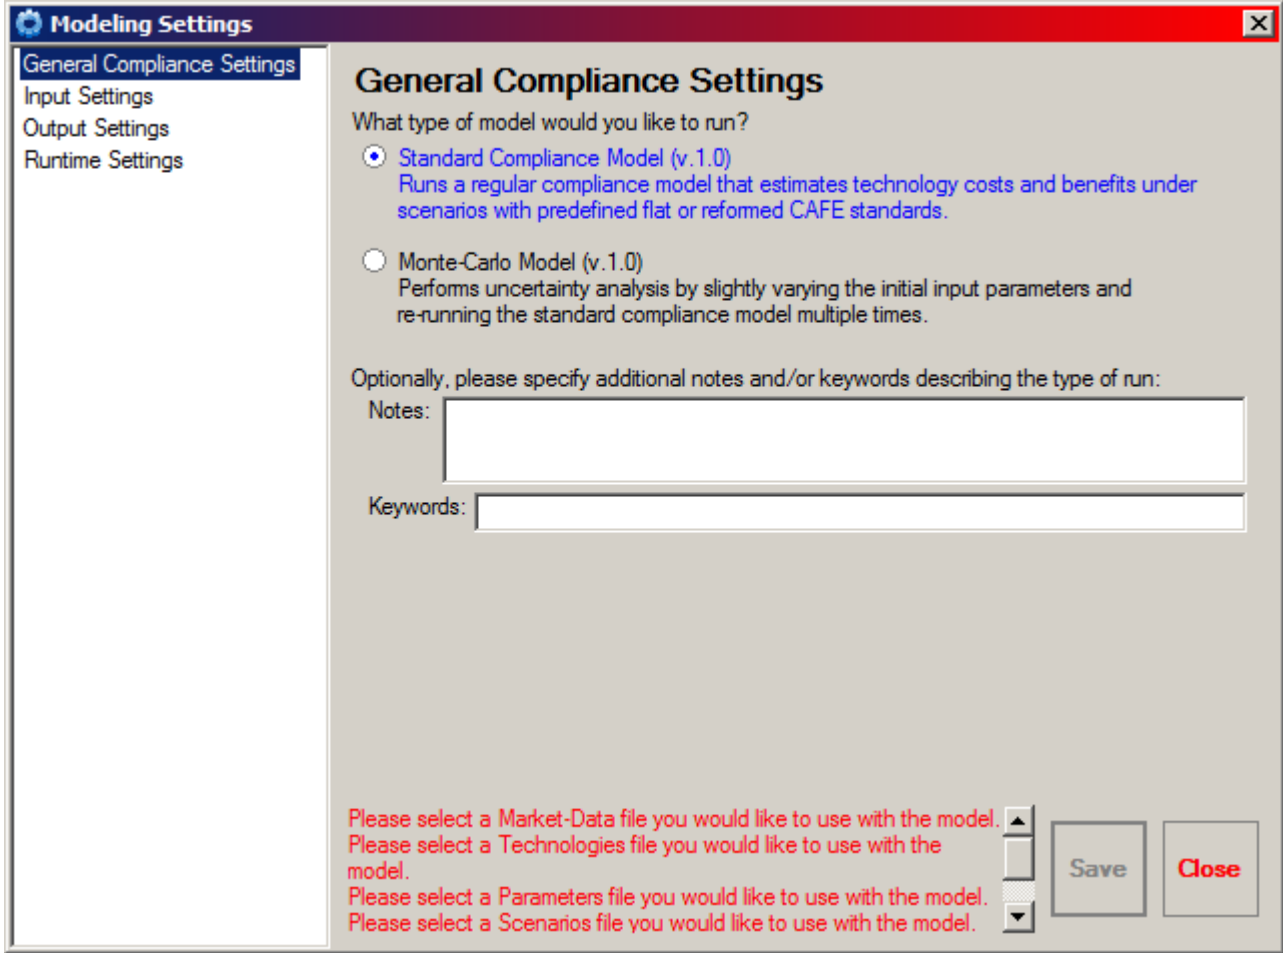 Modeling Settings
General Compliance Settings
Input Settings
Output Settings
Runtime Settings
General Compliance Settings
What type of model would you like to run?
Standard Compliance Model (v.1.0)
Runs a regular compliance model that estimates technology costs and benefits under
scenarios with predefined flat or reformed CAFE standards.
Monte-Carlo Model (v.1.0)
Performs uncertainty analysis by slightly varying the initial input parameters and
re-running the standard compliance model multiple times.
Optionally, please specify additional notes and/or keywords describing the type of run:
Notes:
Keywords:
Please select a Market-Data file you would like to use with the model.
Please select a Technologies file you would like to use with the
model.
Please select a Parameters file you would like to use with the model.
Please select a Scenarios file you would like to use with the model.
Save
Close